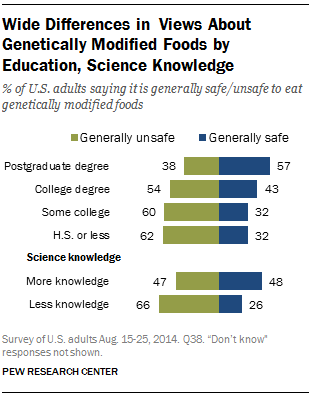 Wide Differences in Views About
Genetically Modified Foods by
Education, Science Knowledge
% of U.S. adults saying it is generally safe/unsafe to eat
genetically modified foods
Generally unsafe Generally safe
Postgraduate degree 38 57
College degree 54 43
Some college 60 32
H.S. or less 62 32
Science knowledge
More knowledge 47 48
Less knowledge 66 26
Survey of U.S. adults Aug. 15-25, 2014. Q38. "Don't know"
responses not shown.
PEW RESEARCH CENTER